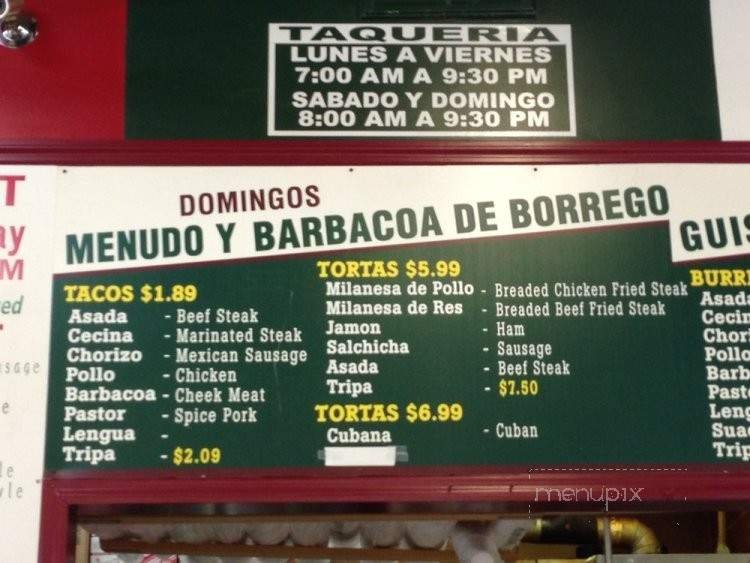 TAQUERIA
LUNES A VIERNES
7:00 AM A 9:30 PM
SABADO Y DOMINGO
8:00 AM A 9:30 PM
DOMINGOS
MENUDO Y BARBACOA DE BORREGO
TACOS $1.89
Asada - Beef Steak
Cecina - Marinated Steak
Chorizo - Mexican Sausage
Pollo - Chicken
Barbacoa - Cheek Meat
Pastor - Spice Pork
Lengua -
Tripa - $2.09
TORTAS $5.99
Milanesa de Pollo - Breaded Chicken Fried Steak
Milanesa de Res - Breaded Beef Fried Steak
Jamon - Ham
Salchicha - Sausage
Asada - Beef Steak
Tripa - $7.50
TORTAS $6.99
Cubana - Cuban
menupix